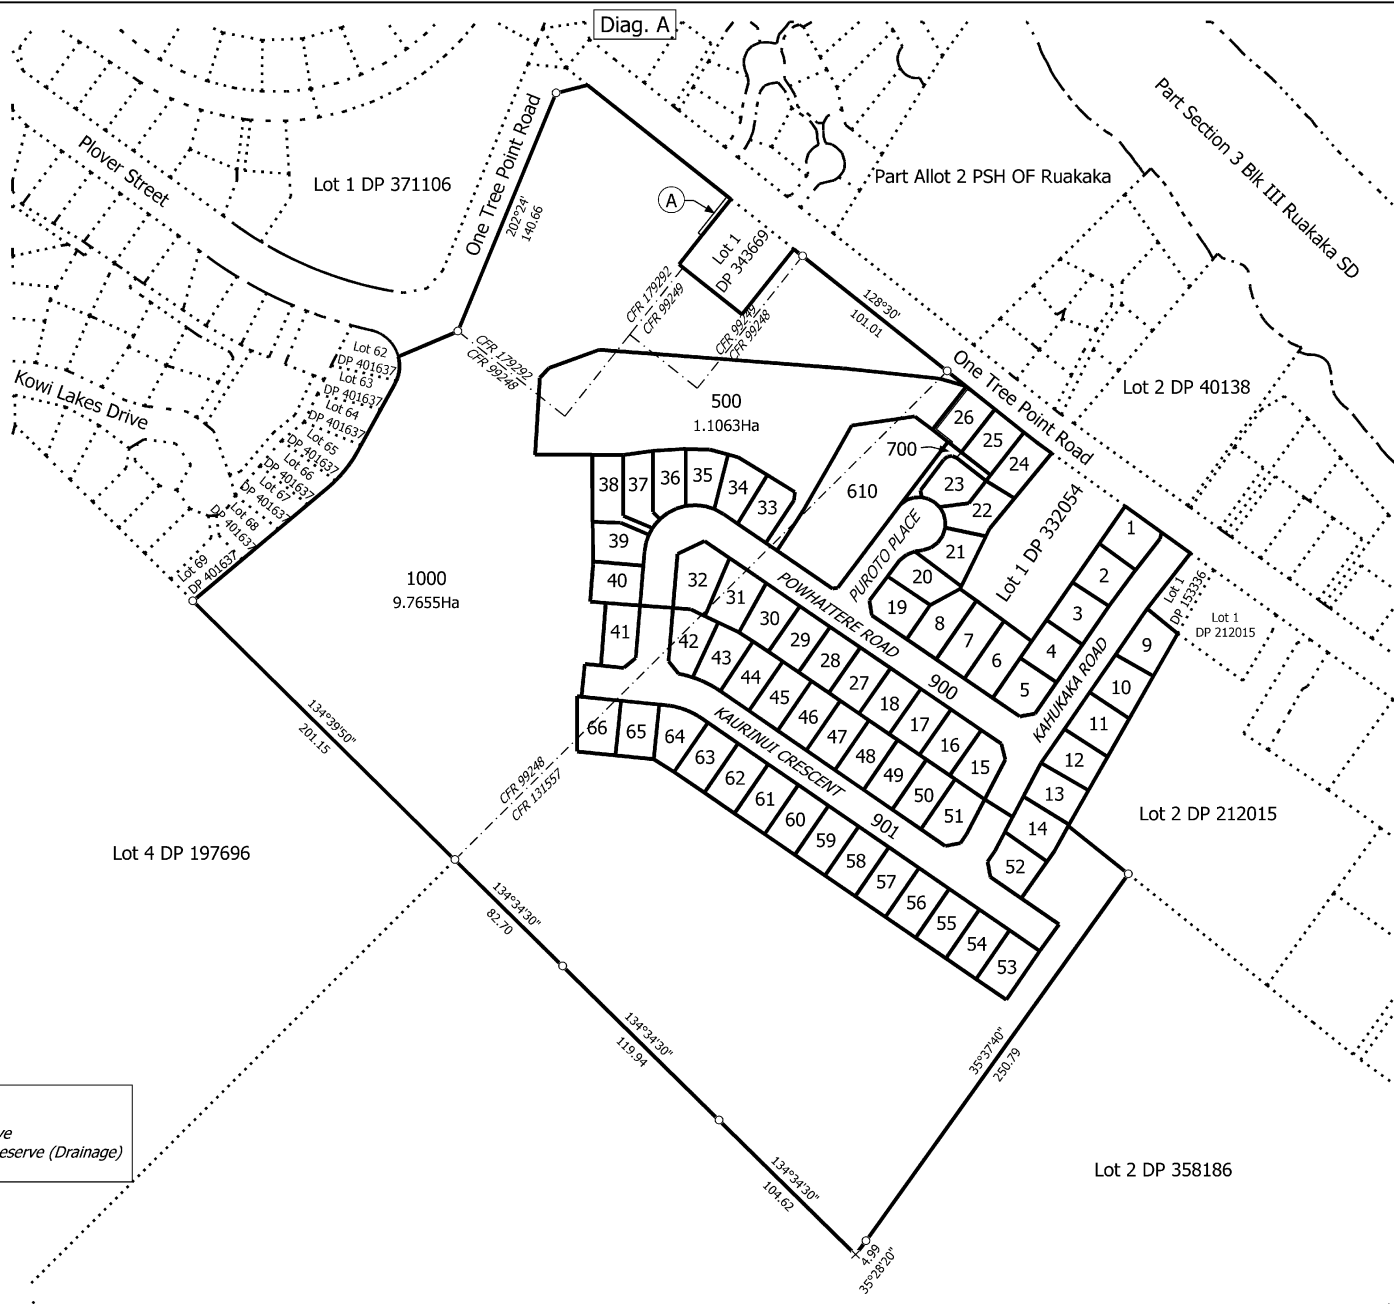 Diag. A
One Tree Point Road
Plover Street
Lot 1 DP 371106
202°24'
140.66
A
Lot 1
DP 343669
Part Allot 2 PSH OF Ruakaka
Part Section 3 Blk III Ruakaka SD
CFR 179292
CFR 99249
CFR 99249
CFR 99248
CFR 179292
CFR 99248
128°30'
101.01
One Tree Point Road
Lot 2 DP 40138
Kowi Lakes Drive
Lot 62
DP 401637
Lot 63
DP 401637
Lot 64
DP 401637
Lot 65
DP 401637
Lot 66
DP 401637
Lot 67
DP 401637
Lot 68
DP 401637
Lot 69
DP 401637
500
1.1063Ha
700
610
26
25
24
23
22
21
20
19
PUROTO PLACE
Lot 1 DP 332054
38
37
36
35
34
33
39
40
41
1000
9.7655Ha
1
2
3
4
5
6
7
8
Lot 1
DP 153336
Lot 1
DP 212015
KAHUKAKA ROAD
9
10
11
12
13
14
52
POWHAITERE ROAD
900
32
31
30
29
28
27
18
17
16
15
42
43
44
45
46
47
48
49
50
51
KAURINUI CRESCENT
901
66
65
64
63
62
61
60
59
58
57
56
55
54
53
134°39'50"
201.15
CFR 99248
CFR 131557
Lot 2 DP 212015
Lot 4 DP 197696
134°34'30"
82.70
134°34'30"
119.94
134°34'30"
104.62
35°37'40"
250.79
4.99
35°28'20"
Lot 2 DP 358186
ve
eserve (Drainage)